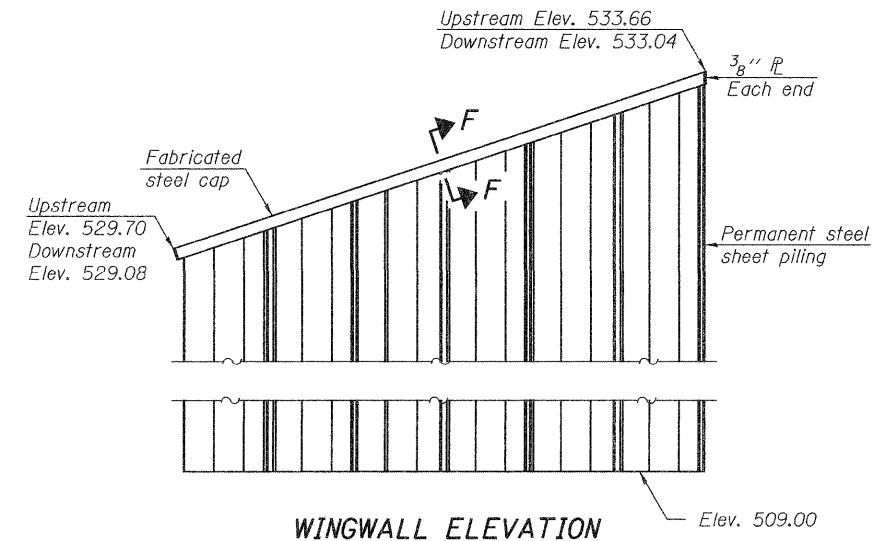 Upstream Elev. 533.66
Downstream Elev. 533.04
3/8" ℄
Each end
F
Fabricated
steel cap
F
Upstream
Elev. 529.70
Downstream
Elev. 529.08
Permanent steel
sheet piling
Elev. 509.00
WINGWALL ELEVATION